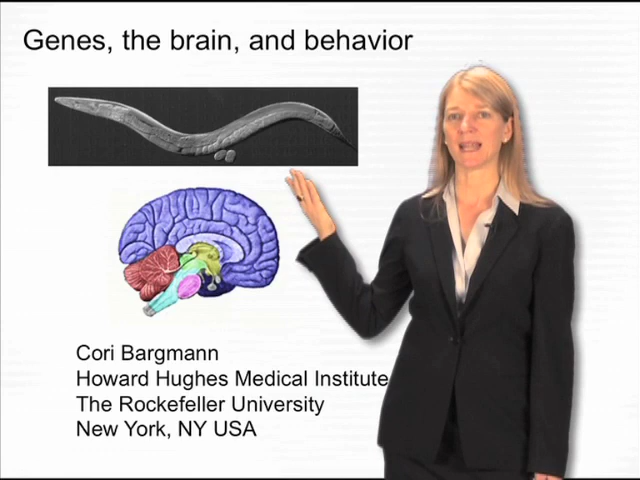 Genes, the brain, and behavior
Cori Bargmann
Howard Hughes Medical Institute
The Rockefeller University
New York, NY USA